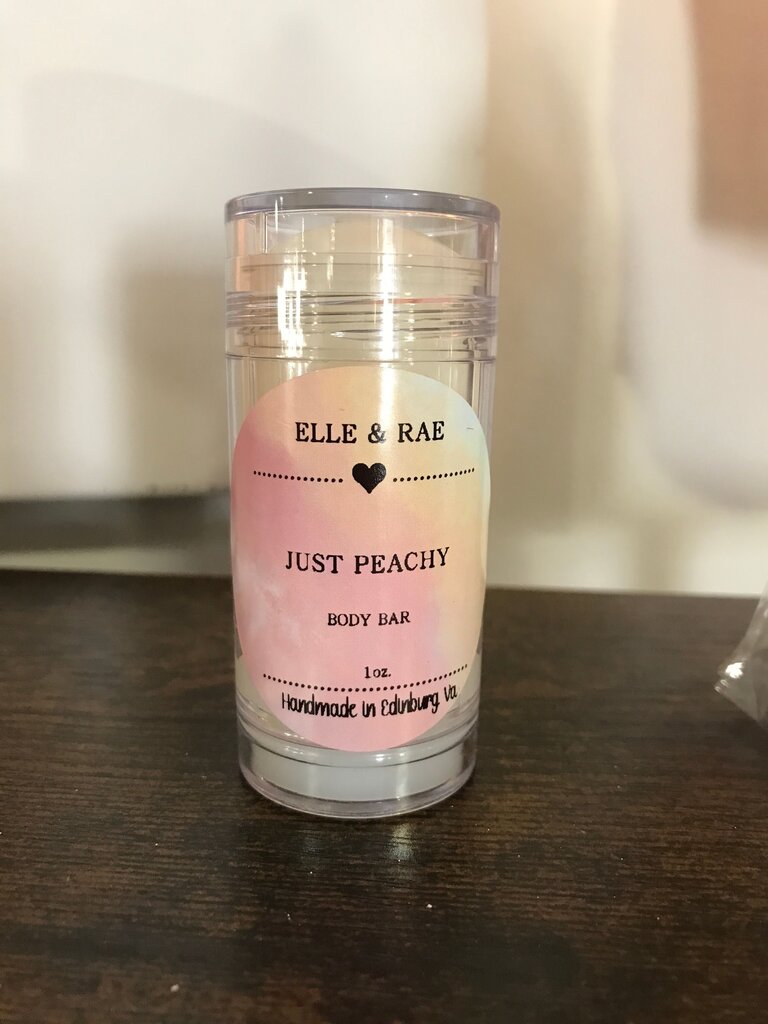 ELLE & RAE
JUST PEACHY
BODY BAR
1oz.
Handmade in Edinburg Va